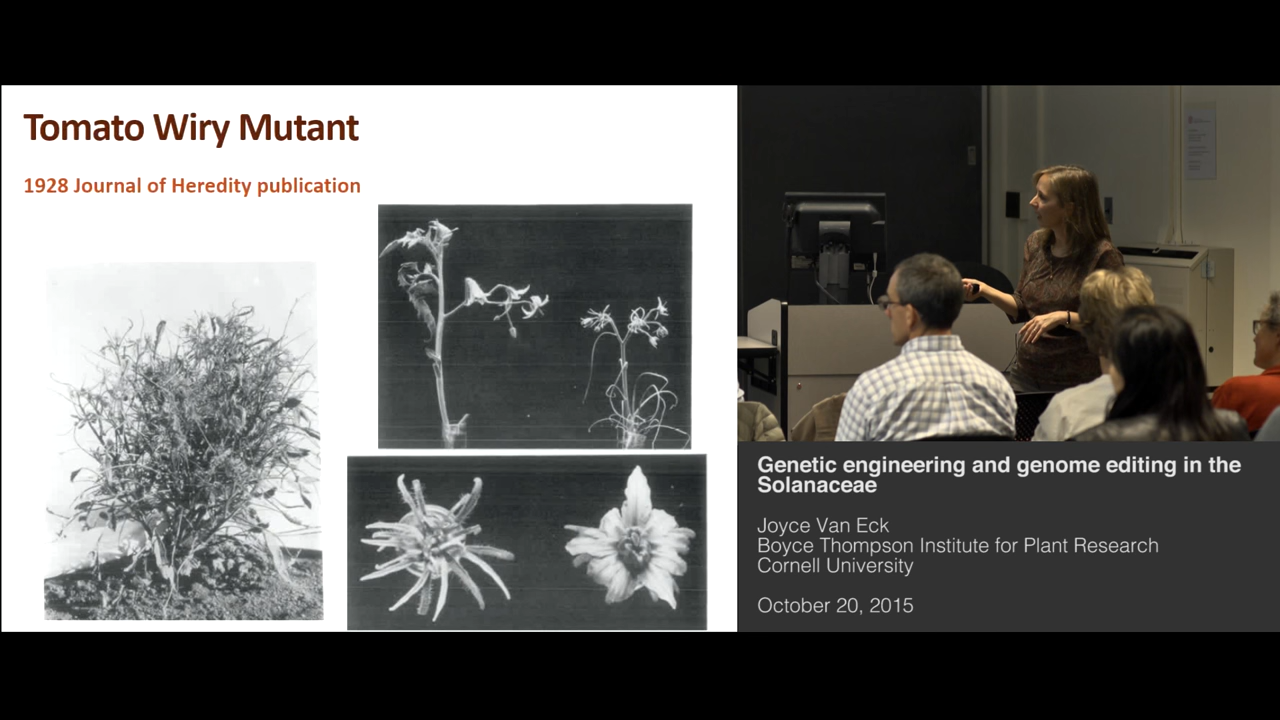 Tomato Wiry Mutant
1928 Journal of Heredity publication
Genetic engineering and genome editing in the
Solanaceae
Joyce Van Eck
Boyce Thompson Institute for Plant Research
Cornell University
October 20, 2015